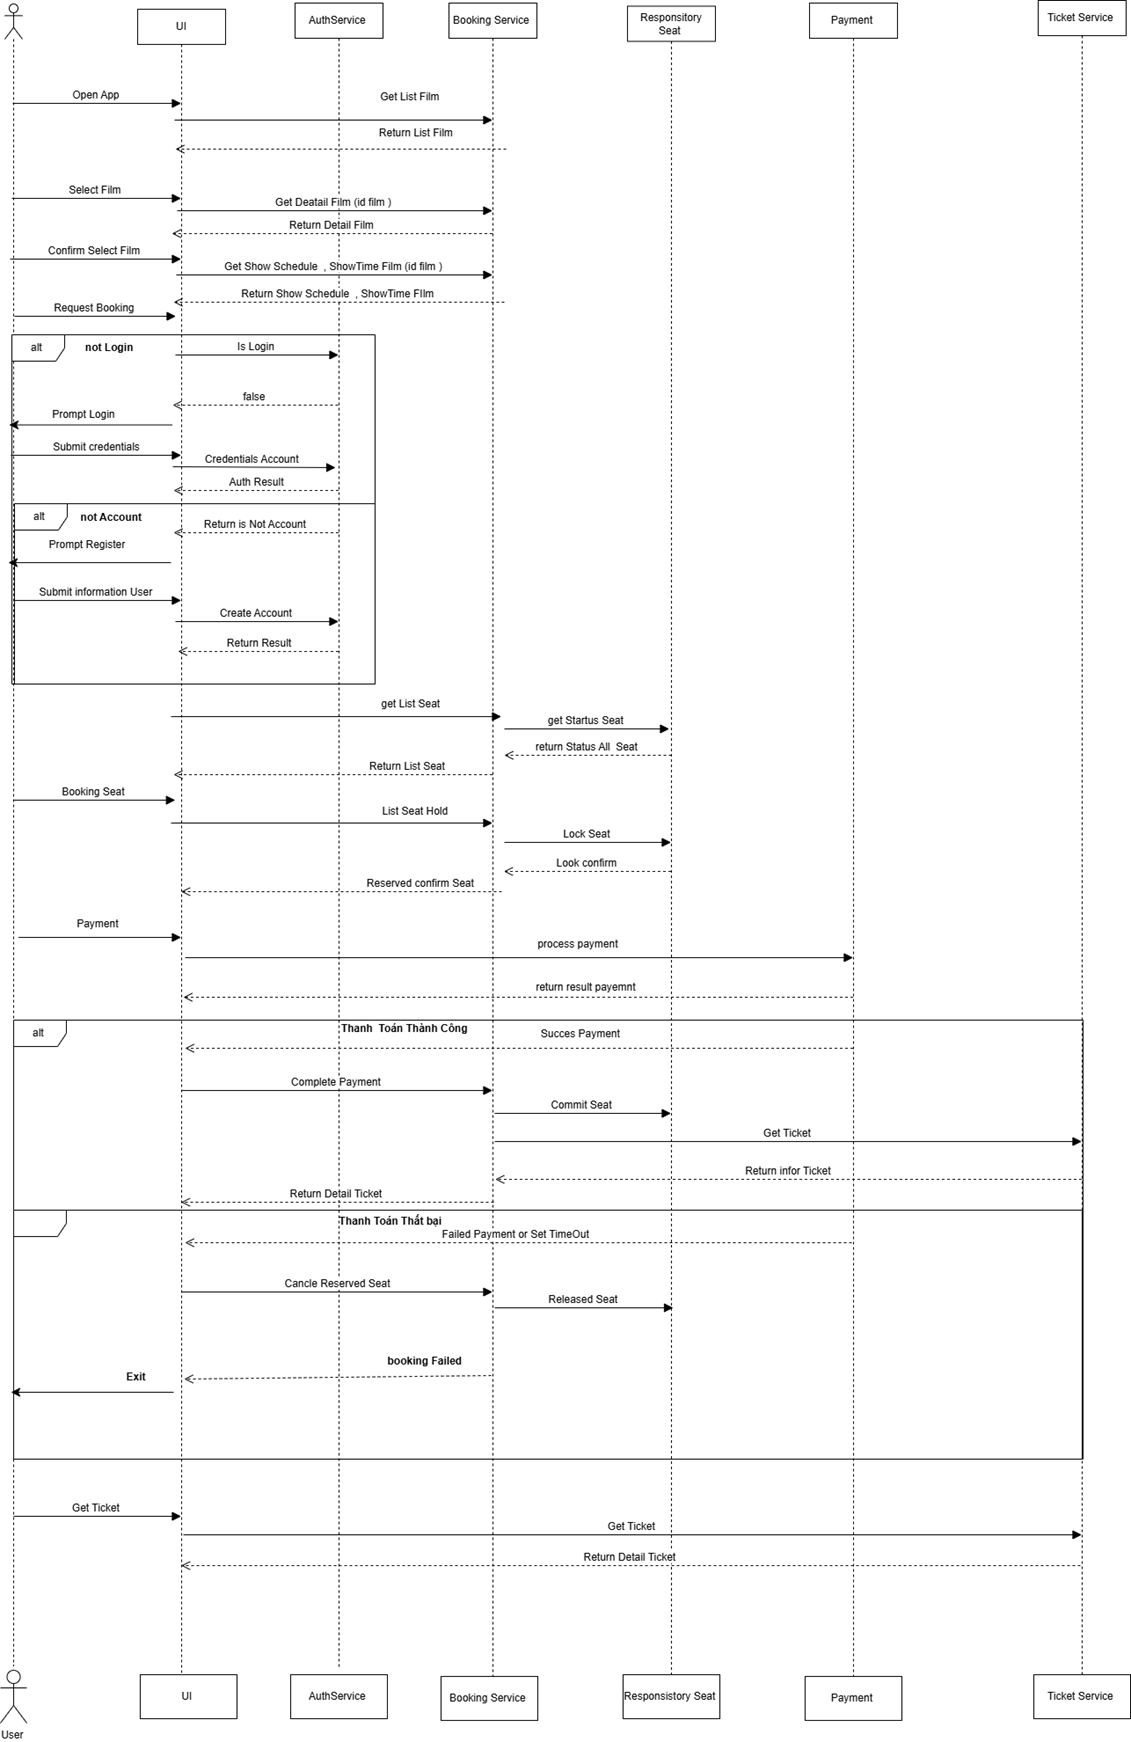 UI
AuthService
Booking Service
Responsitory
Seat
Payment
Ticket Service
Open App
Get List Film
Return List Film
Select Film
Get Deatail Film (id film )
Return Detail Film
Confirm Select Film
Get Show Schedule , ShowTime Film (id film )
Return Show Schedule , ShowTime FIlm
Request Booking
alt
not Login
Is Login
false
Prompt Login
Submit credentials
Credentials Account
Auth Result
alt
not Account
Return is Not Account
Prompt Register
Submit information User
Create Account
Return Result
get List Seat
get Startus Seat
return Status All Seat
Return List Seat
Booking Seat
List Seat Hold
Lock Seat
Look confirm
Reserved confirm Seat
Payment
process payment
return result payemnt
alt
Thanh Toán Thành Công
Succes Payment
Complete Payment
Commit Seat
Get Ticket
Return infor Ticket
Return Detail Ticket
Thanh Toán Thất bại
Failed Payment or Set TimeOut
Cancle Reserved Seat
Released Seat
booking Failed
Exit
Get Ticket
Get Ticket
Return Detail Ticket
User
UI
AuthService
Booking Service
Responsistory Seat
Payment
Ticket Service